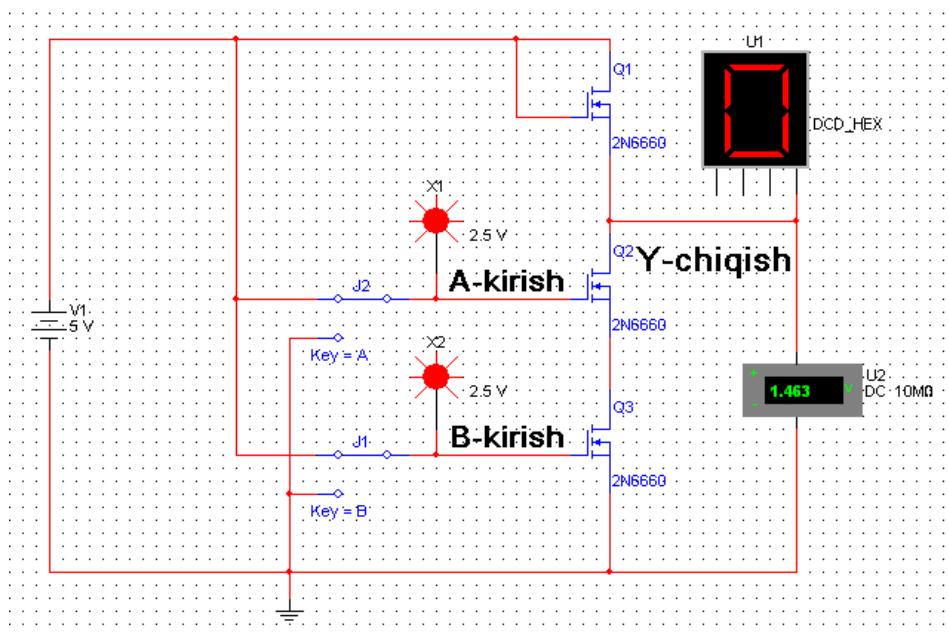 U1
Q1
DCD_HEX
2N6660
X1
2.5 V
Q2
Y-chiqish
A-kirish
J2
V1
5 V
2N6660
Key = A
X2
2.5 V
U2
1.463 V
DC 10MΩ
+
-
Q3
B-kirish
J1
2N6660
Key = B